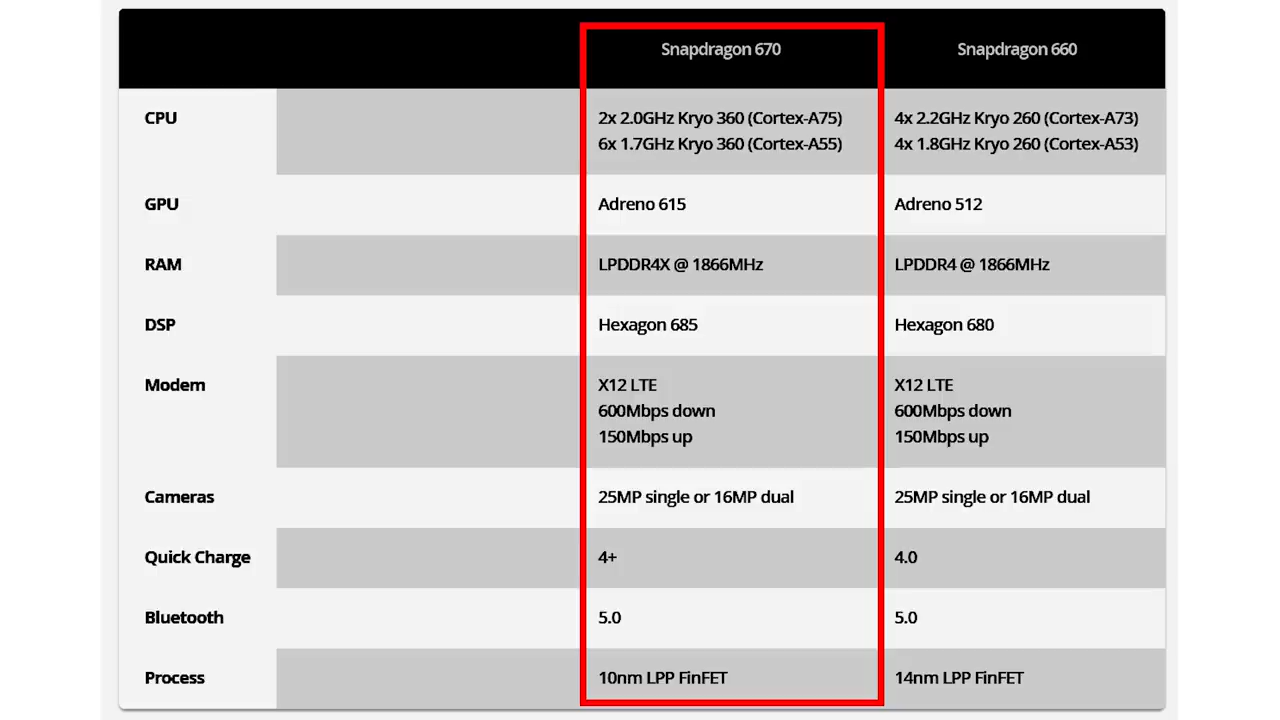 Snapdragon 670 Snapdragon 660
CPU 2x 2.0GHz Kryo 360 (Cortex-A75) 4x 2.2GHz Kryo 260 (Cortex-A73)
6x 1.7GHz Kryo 360 (Cortex-A55) 4x 1.8GHz Kryo 260 (Cortex-A53)
GPU Adreno 615 Adreno 512
RAM LPDDR4X @ 1866MHz LPDDR4 @ 1866MHz
DSP Hexagon 685 Hexagon 680
Modem X12 LTE X12 LTE
600Mbps down 600Mbps down
150Mbps up 150Mbps up
Cameras 25MP single or 16MP dual 25MP single or 16MP dual
Quick Charge 4+ 4.0
Bluetooth 5.0 5.0
Process 10nm LPP FinFET 14nm LPP FinFET